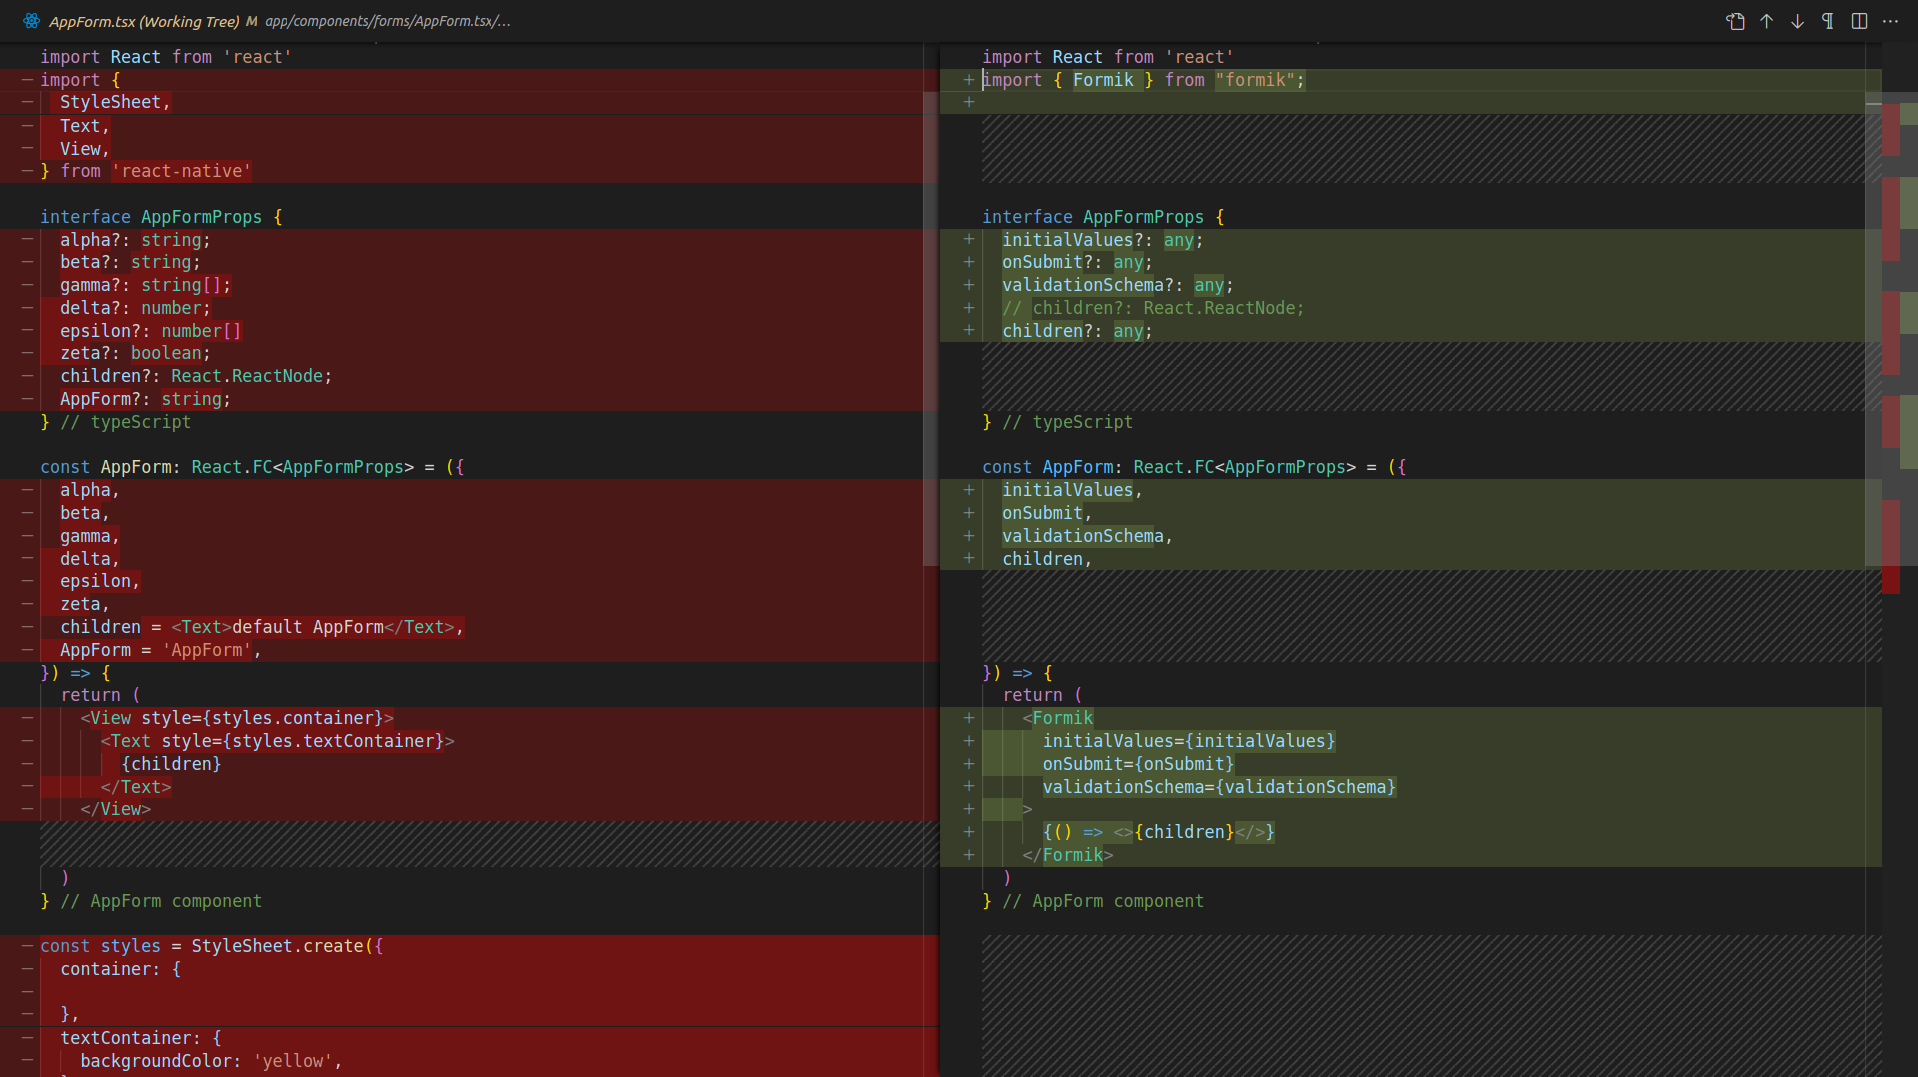 AppForm.tsx (Working Tree) M app/components/forms/AppForm.tsx/...
import React from 'react'
import {
  StyleSheet,
  Text,
  View,
} from 'react-native'

interface AppFormProps {
  alpha?: string;
  beta?: string;
  gamma?: string[];
  delta?: number;
  epsilon?: number[]
  zeta?: boolean;
  children?: React.ReactNode;
  AppForm?: string;
} // typeScript

const AppForm: React.FC<AppFormProps> = ({
  alpha,
  beta,
  gamma,
  delta,
  epsilon,
  zeta,
  children = <Text>default AppForm</Text>,
  AppForm = 'AppForm',
}) => {
  return (
    <View style={styles.container}>
      <Text style={styles.textContainer}>
        {children}
      </Text>
    </View>
  )
} // AppForm component

const styles = StyleSheet.create({
  container: {

  },
  textContainer: {
    backgroundColor: 'yellow',
import React from 'react'
import { Formik } from "formik";

interface AppFormProps {
  initialValues?: any;
  onSubmit?: any;
  validationSchema?: any;
  // children?: React.ReactNode;
  children?: any;
} // typeScript

const AppForm: React.FC<AppFormProps> = ({
  initialValues,
  onSubmit,
  validationSchema,
  children,
}) => {
  return (
    <Formik
      initialValues={initialValues}
      onSubmit={onSubmit}
      validationSchema={validationSchema}
    >
      {() => <>{children}</>}
    </Formik>
  )
} // AppForm component